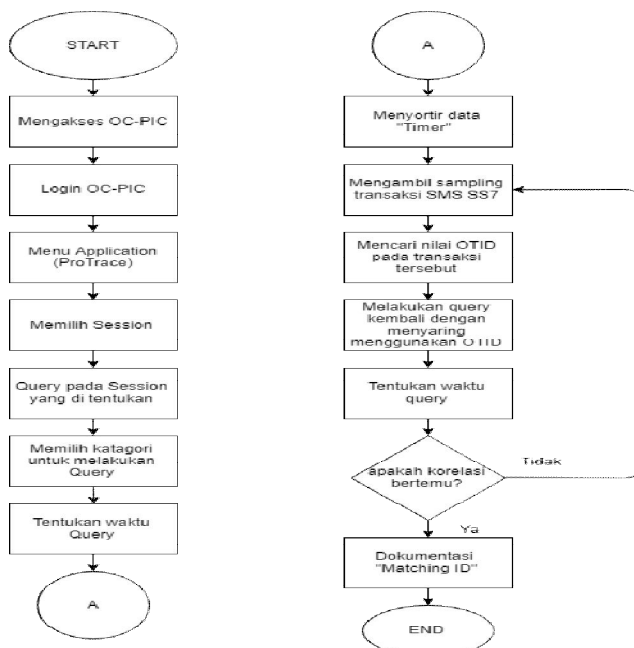 START
Mengakses OC-PIC
Login OC-PIC
Menu Application
(ProTrace)
Memilih Session
Query pada Session
yang di tentukan
Memilih katagori
untuk melakukan
Query
Tentukan waktu
Query
A
A
Menyortir data
"Timer"
Mengambil sampling
transaksi SMS SS7
Mencari nilai OTID
pada transaksi
tersebut
Melakukan query
kembali dengan
menyaring
menggunakan OTID
Tentukan waktu
query
apakah korelasi
bertemu?
Tidak
Ya
Dokumentasi
"Matching ID"
END